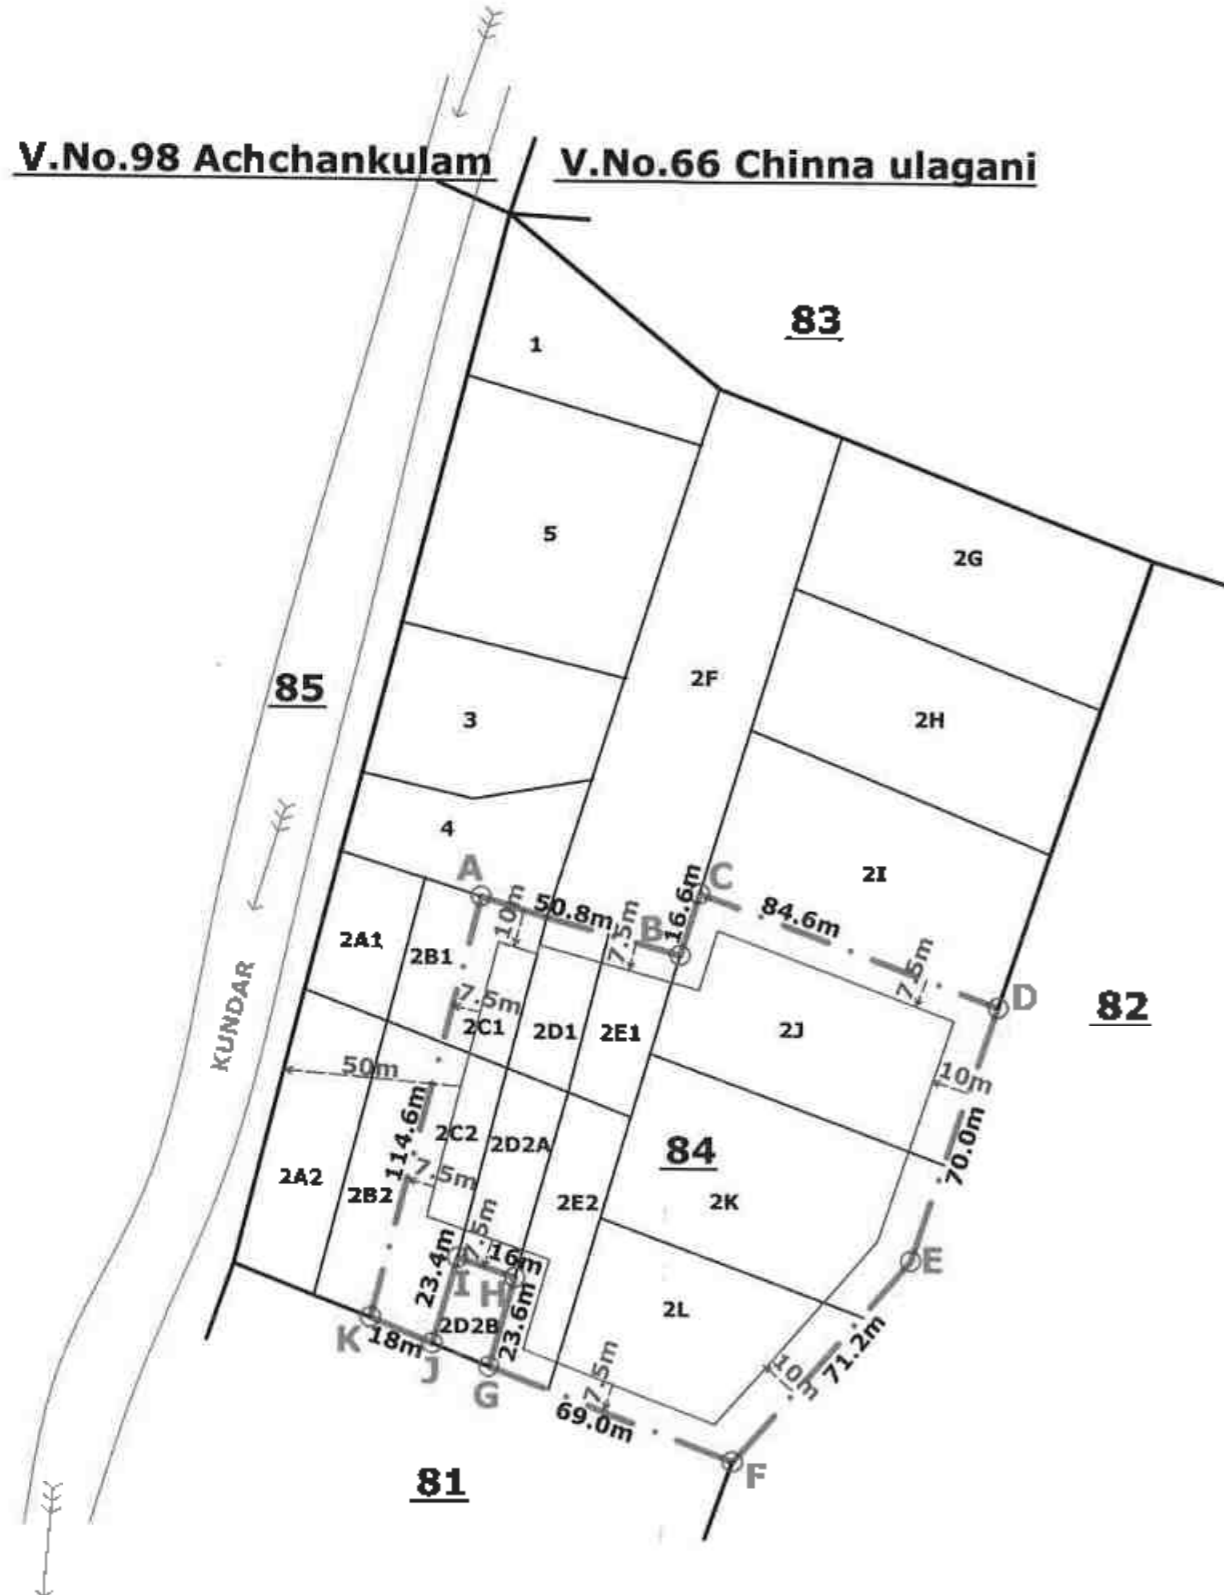 V.No.98 Achchankulam
V.No.66 Chinna ulagani
83
1
5
2G
2F
2H
85
3
4
A
2I
C
10m
50.8m
7.5m
B
16.6m
84.6m
7.5m
D
82
2A1
2B1
KUNDAR
7.5m
2C1
2D1
2E1
2J
50m
10m
114.6m
2C2
2D2A
84
70.0m
2A2
7.5m
2B2
2E2
2K
23.4m
I
7.5m
16m
H
E
2L
K
18m
J
2D2B
23.6m
G
7.5m
71.2m
10m
69.0m
F
81